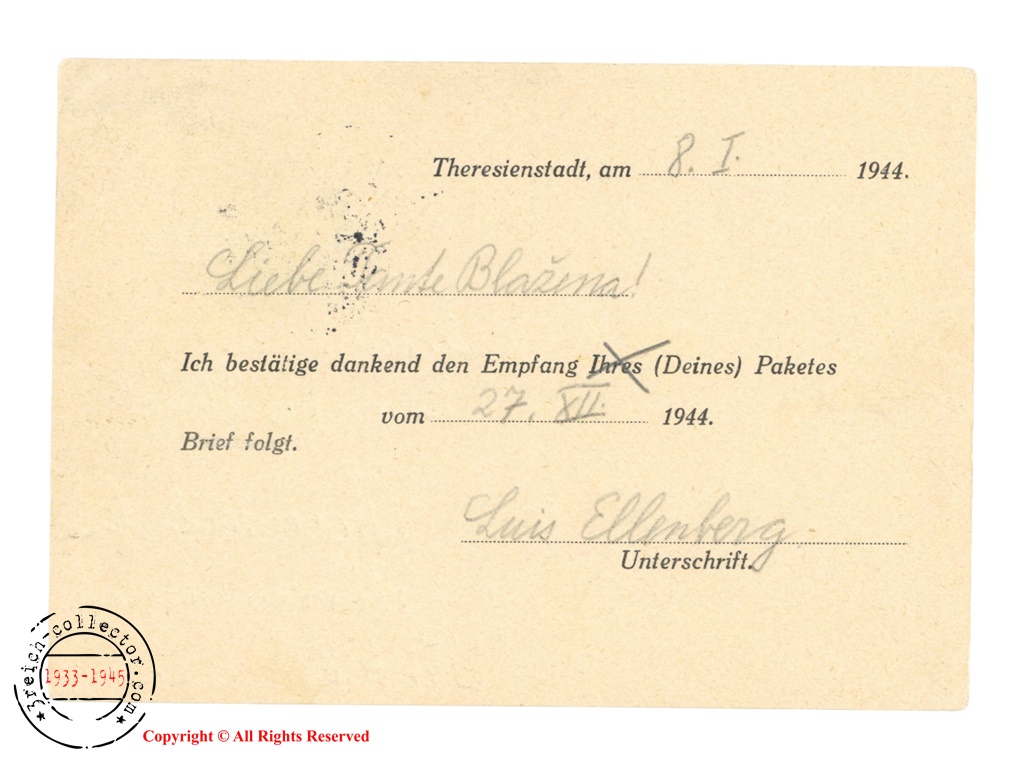 Theresienstadt, am 8. I. 1944.
Liebe Tante Blažena!
Ich bestätige dankend den Empfang Ihres (Deines) Paketes
vom 27. XII. 1944.
Brief folgt.
Luis Ellenberg
Unterschrift.
3reich-collector.com
1933-1945
Copyright © All Rights Reserved